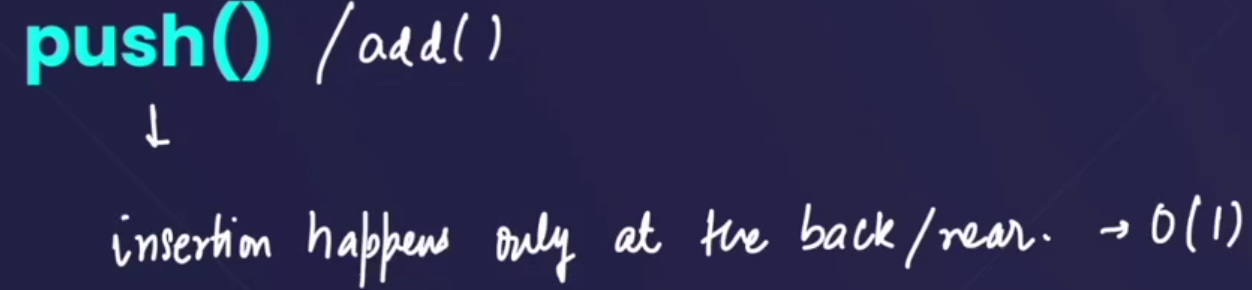 push() /add()
↓
insertion happens only at the back/rear. → O(1)